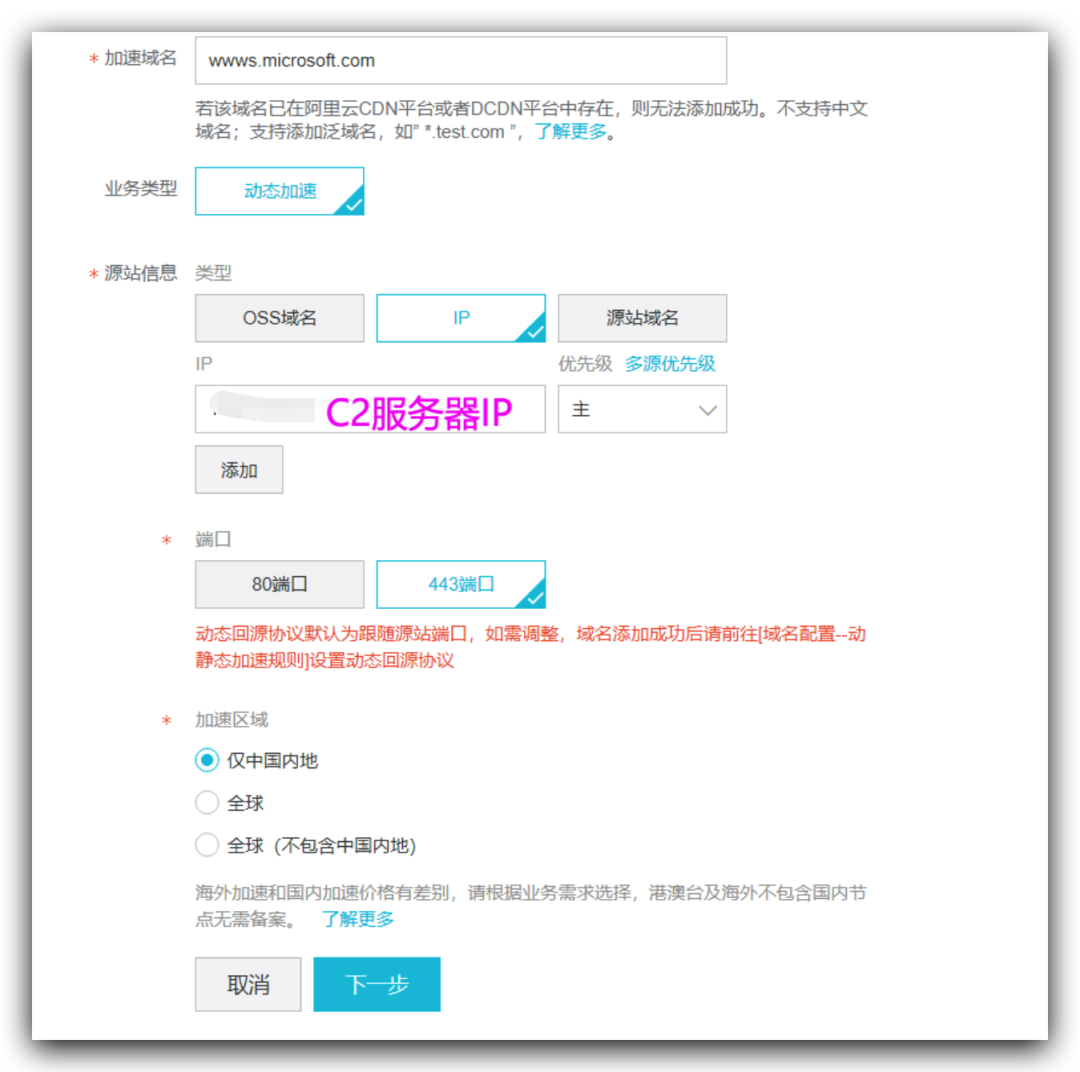 * 加速域名
wwws.microsoft.com
若该域名已在阿里云CDN平台或者DCDN平台中存在，则无法添加成功。不支持中文
域名；支持添加泛域名，如” *.test.com ”，了解更多。
业务类型
动态加速
* 源站信息 类型
OSS域名 IP 源站域名
IP 优先级 多源优先级
C2服务器IP 主
添加
* 端口
80端口 443端口
动态回源协议默认为跟随源站端口，如需调整，域名添加成功后请前往[域名配置--动
静态加速规则]设置动态回源协议
* 加速区域
仅中国内地
全球
全球（不包含中国内地）
海外加速和国内加速价格有差别，请根据业务需求选择，港澳台及海外不包含国内节
点无需备案。 了解更多
取消 下一步